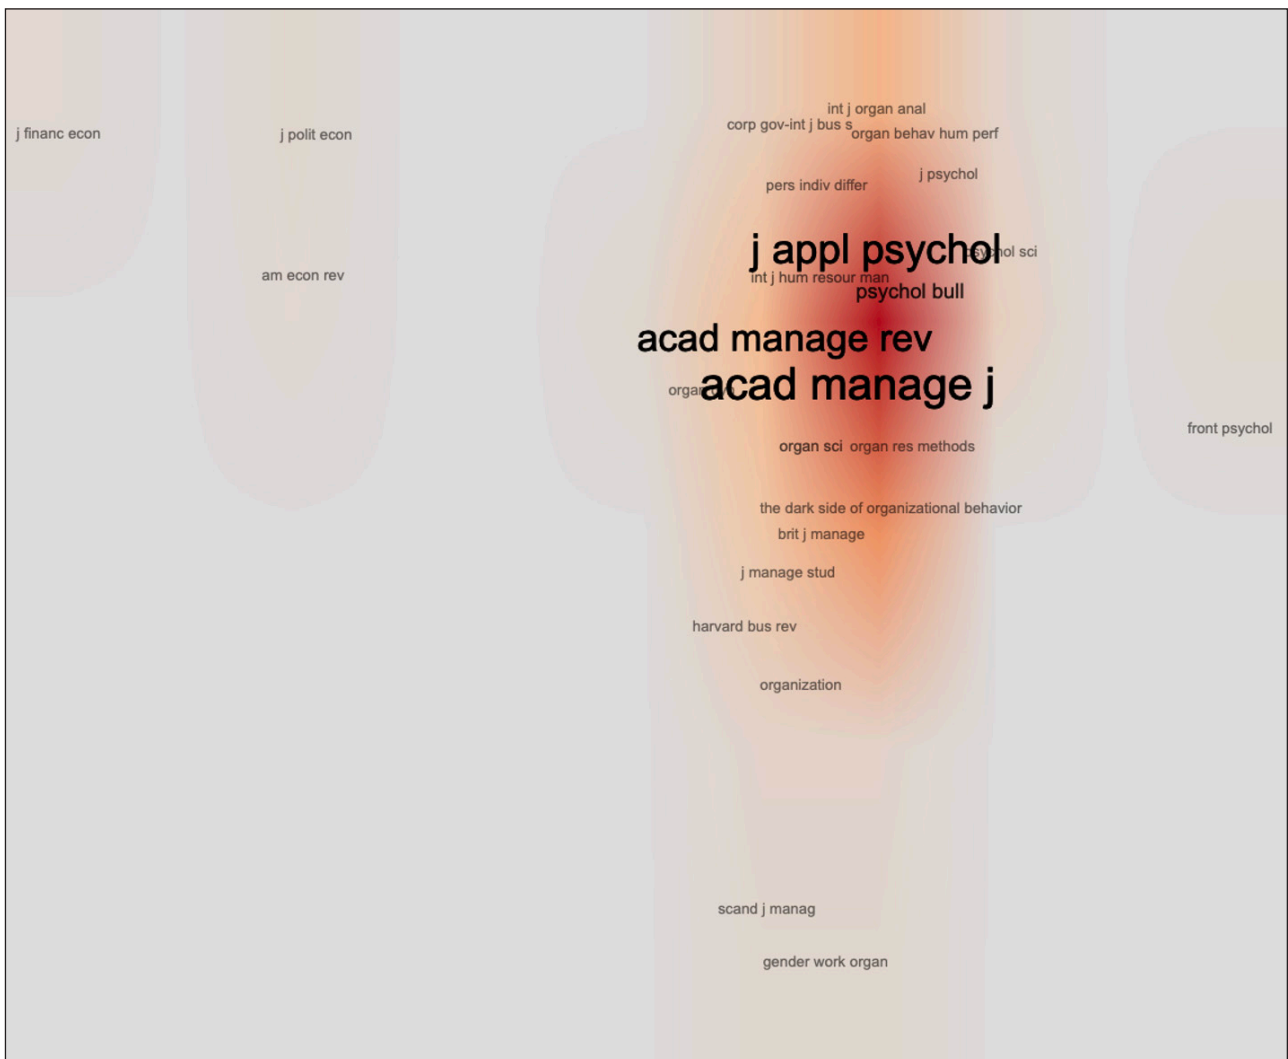 int j organ anal
corp gov-int j bus s
j financ econ
j polit econ
organ behav hum perf
j psychol
pers indiv differ
j appl psychol
psychol sci
am econ rev
int j hum resour man
psychol bull
acad manage rev
acad manage j
front psychol
organ sci
organ res methods
the dark side of organizational behavior
brit j manage
j manage stud
harvard bus rev
organization
scand j manag
gender work organ